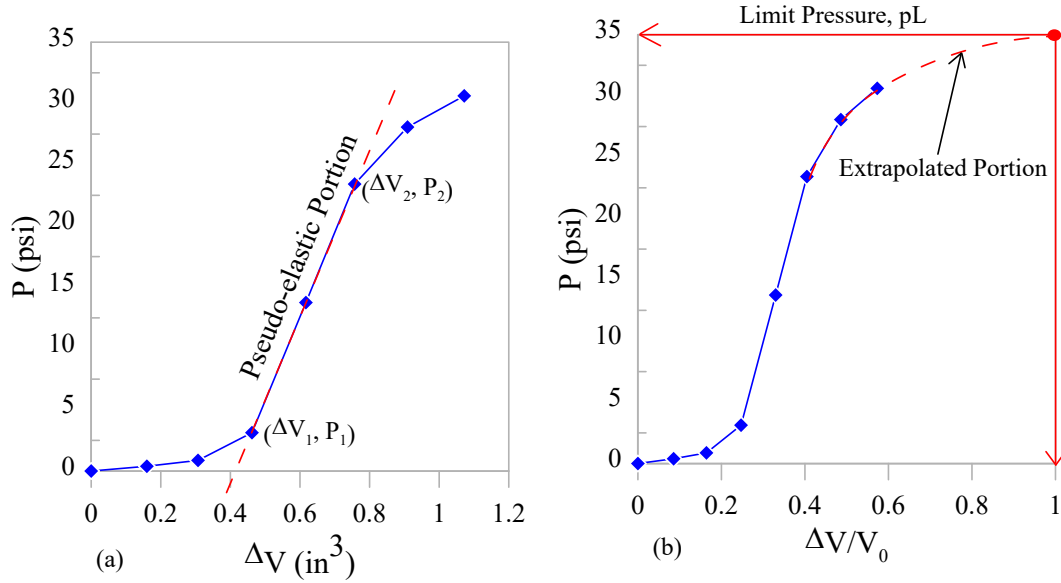 35
30
25
20
15
10
5
0
P (psi)
Pseudo-elastic Portion
(ΔV₂, P₂)
(ΔV₁, P₁)
0 0.2 0.4 0.6 0.8 1 1.2
(a)
ΔV (in³)
Limit Pressure, pL
35
30
25
20
15
10
5
0
P (psi)
Extrapolated Portion
0 0.2 0.4 0.6 0.8 1
(b)
ΔV/V₀